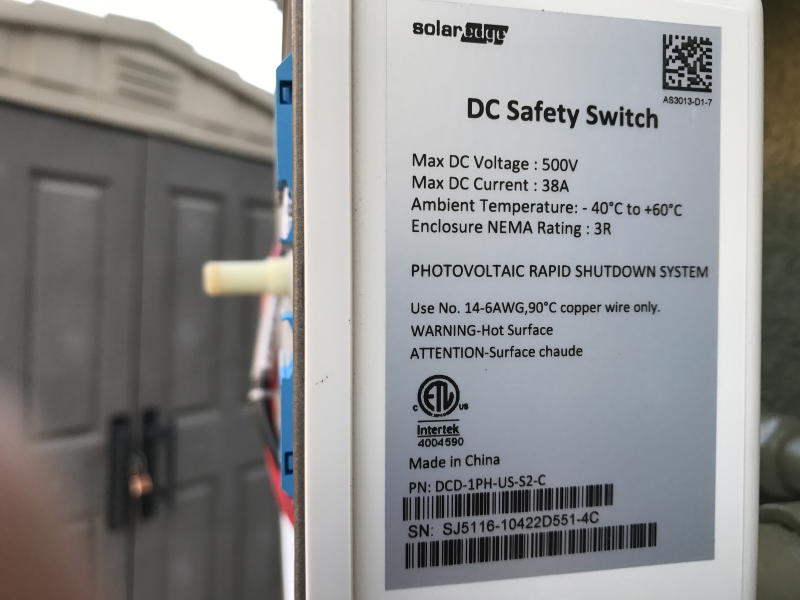 solaredge
AS3013-D1-7
DC Safety Switch
Max DC Voltage : 500V
Max DC Current : 38A
Ambient Temperature: - 40°C to +60°C
Enclosure NEMA Rating : 3R
PHOTOVOLTAIC RAPID SHUTDOWN SYSTEM
Use No. 14-6AWG,90°C copper wire only.
WARNING-Hot Surface
ATTENTION-Surface chaude
C ETL US
Intertek
4004590
Made in China
PN: DCD-1PH-US-S2-C
SN: SJ5116-10422D551-4C